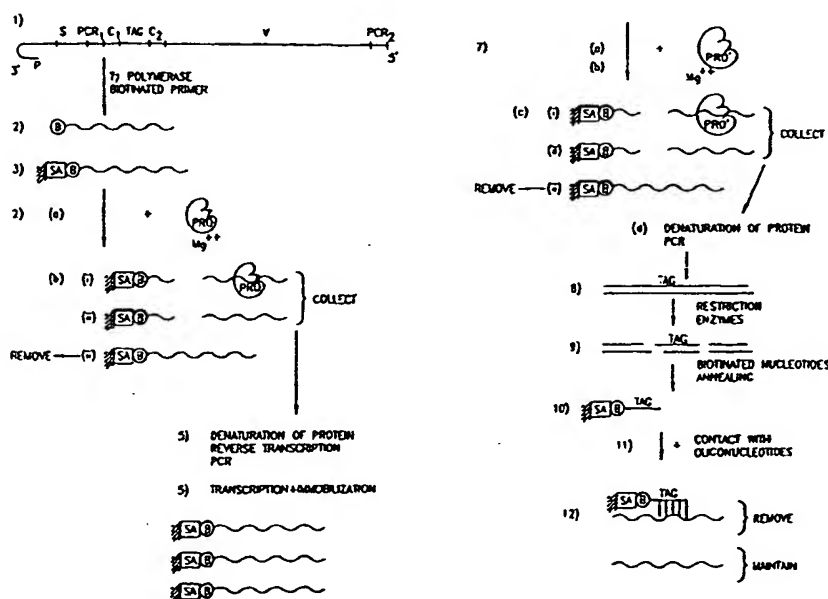 1)
S PCR1 C1 TAG C2 V PCR2
3' P 5'
T7 POLYMERASE
BIOTINATED PRIMER
2) B
3) SA B
2) (a) + PRO
Mg++
(b) (i) SA B PRO
(ii) SA B
COLLECT
REMOVE (ii) SA B
5) DENATURATION OF PROTEIN
REVERSE TRANSCRIPTION
PCR
5) TRANSCRIPTION+IMMOBILIZATION
SA B
SA B
SA B
7) (a) + PRO'
(b) Mg++
(c) (i) SA B PRO'
(ii) SA B
COLLECT
REMOVE (ii) SA B
(d) DENATURATION OF PROTEIN
PCR
TAG
8)
RESTRICTION
ENZYMES
TAG
9)
BIOTINATED NUCLEOTIDES
ANNEALING
10) SA B TAG
11) + CONTACT WITH
OLIGONUCLEOTIDES
12) SA B TAG
REMOVE
MAINTAIN